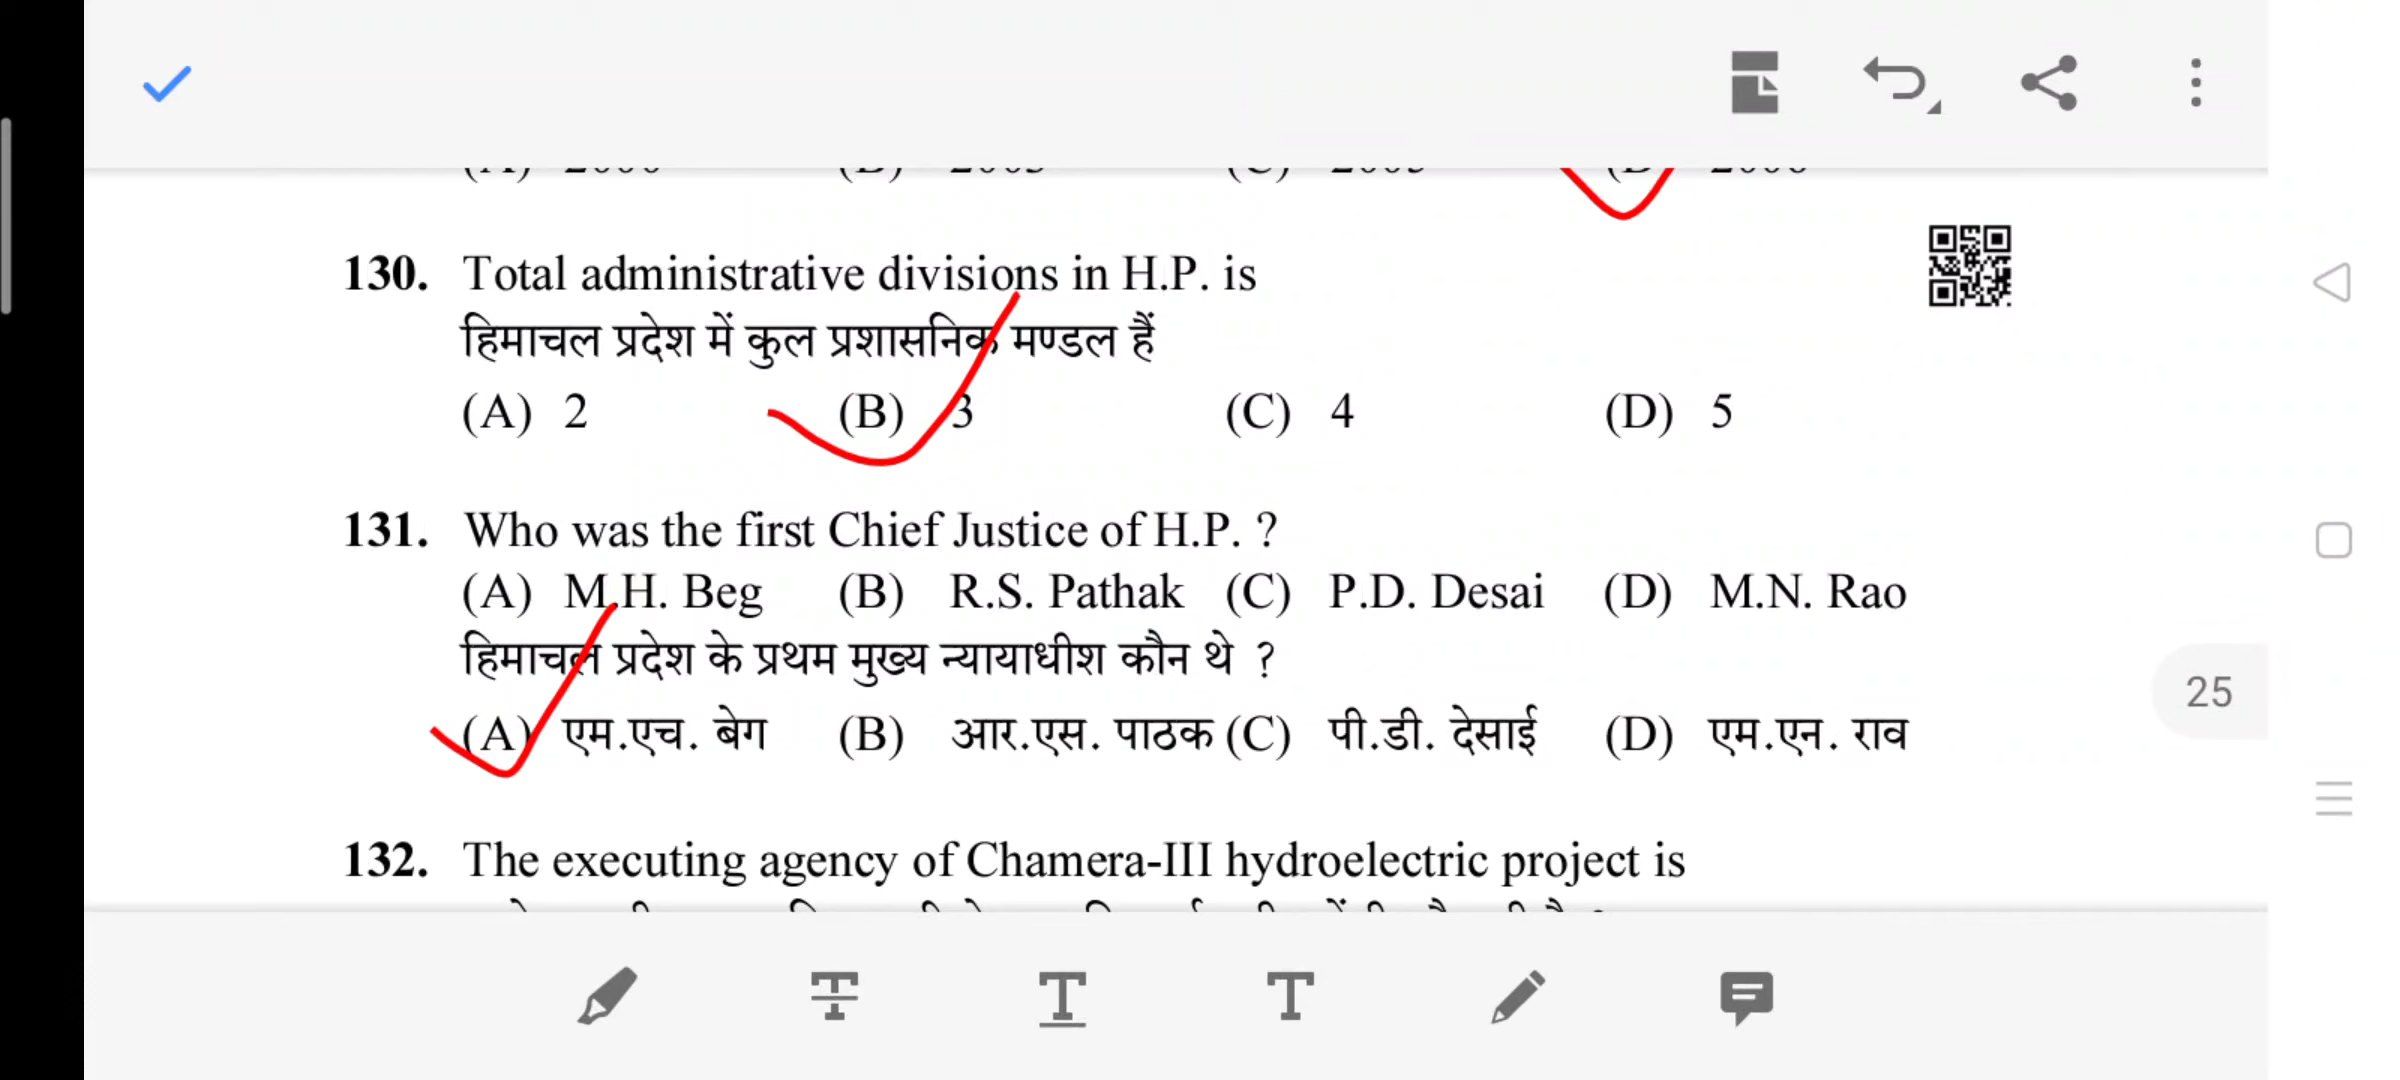 130. Total administrative divisions in H.P. is
हिमाचल प्रदेश में कुल प्रशासनिक मण्डल हैं
(A) 2 (B) 3 (C) 4 (D) 5
131. Who was the first Chief Justice of H.P. ?
(A) M.H. Beg (B) R.S. Pathak (C) P.D. Desai (D) M.N. Rao
हिमाचल प्रदेश के प्रथम मुख्य न्यायाधीश कौन थे ?
(A) एम.एच. बेग (B) आर.एस. पाठक (C) पी.डी. देसाई (D) एम.एन. राव
25
132. The executing agency of Chamera-III hydroelectric project is